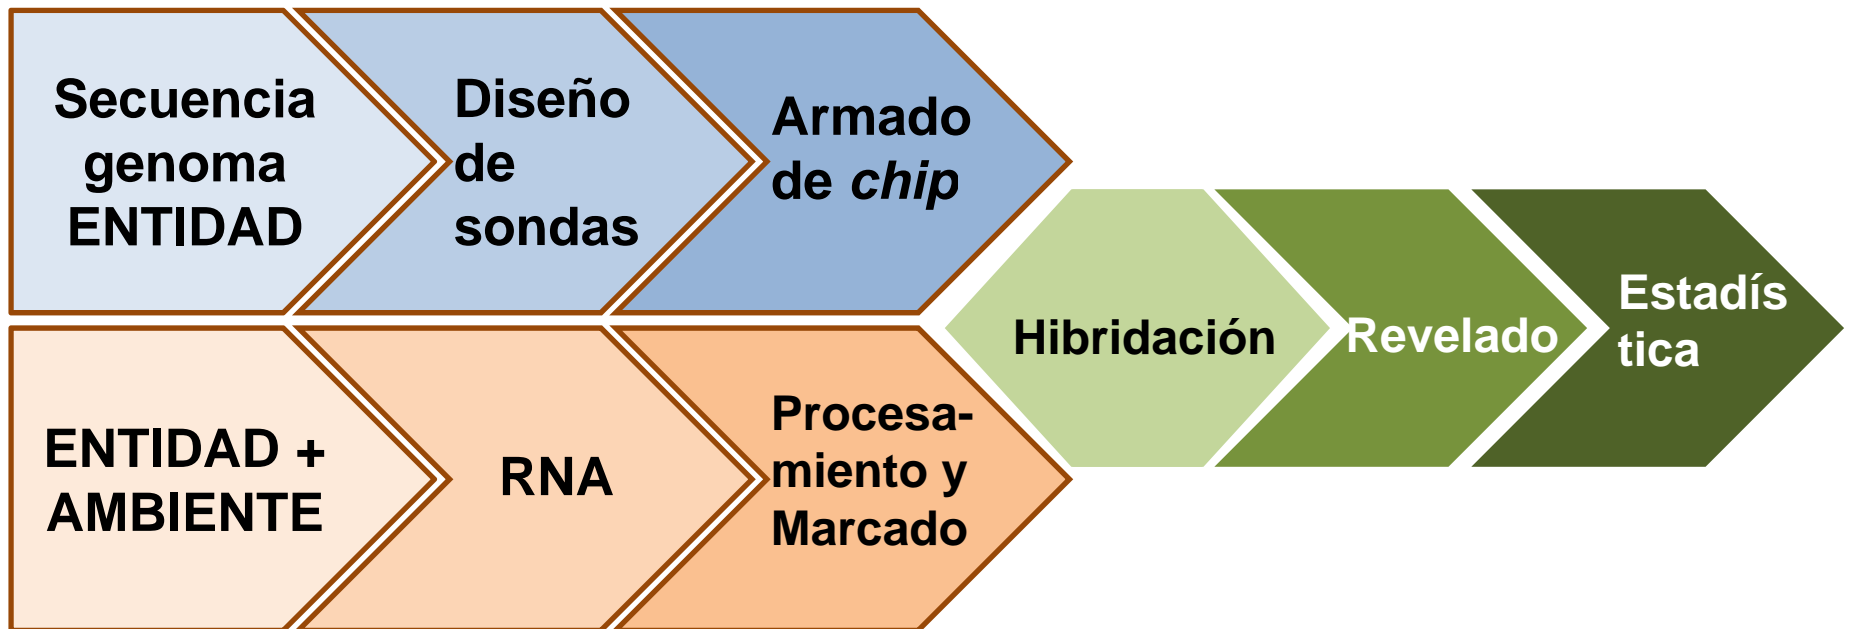 Secuencia
genoma
ENTIDAD
Diseño
de
sondas
Armado
de chip
ENTIDAD +
AMBIENTE
RNA
Procesa-
miento y
Marcado
Hibridación
Revelado
Estadís
tica